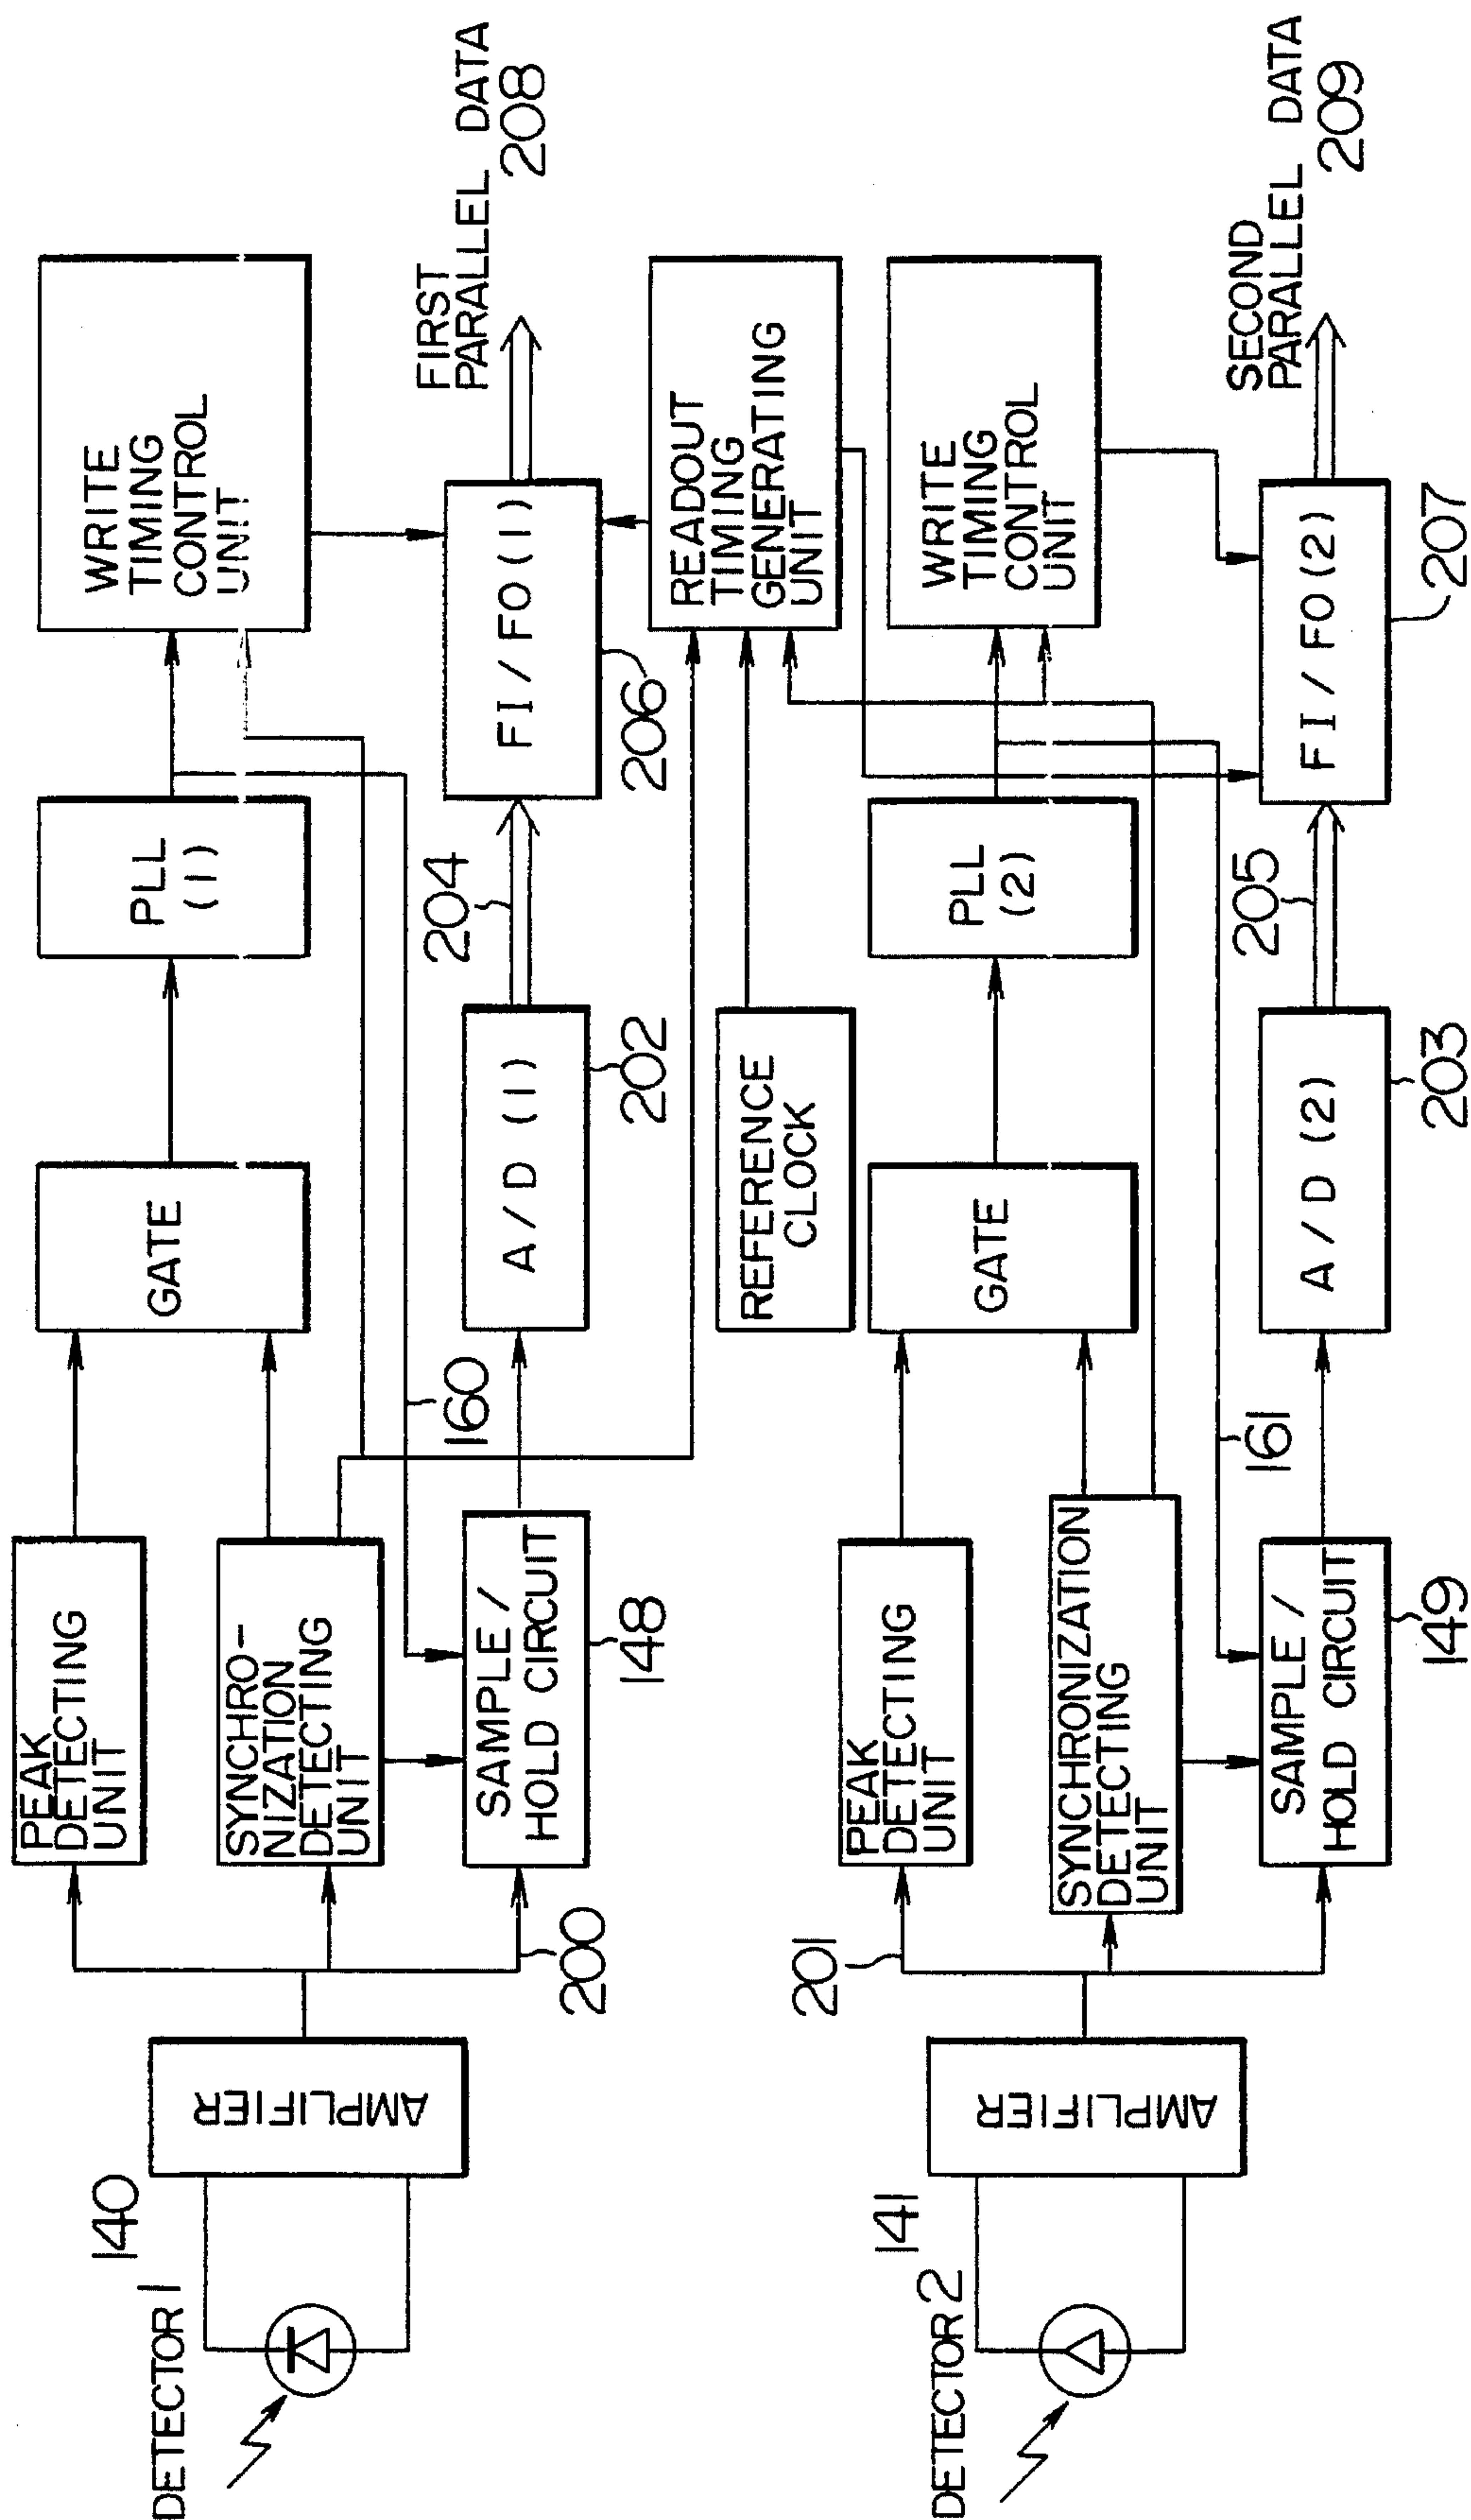 DETECTOR 1
140
AMPLIFIER
200
PEAK
DETECTING
UNIT
SYNCHRO-
NIZATION
DETECTING
UNIT
SAMPLE /
HOLD CIRCUIT
148
GATE
160
A / D (1)
202
PLL
(1)
204
WRITE
TIMING
CONTROL
UNIT
FI / FO (1)
206
FIRST
PARALLEL DATA
208
REFERENCE
CLOCK
READOUT
TIMING
GENERATING
UNIT
DETECTOR 2
141
AMPLIFIER
201
PEAK
DETECTING
UNIT
SYNCHRONIZATION
DETECTING
UNIT
SAMPLE /
HOLD CIRCUIT
149
GATE
161
A / D (2)
203
PLL
(2)
205
WRITE
TIMING
CONTROL
UNIT
FI / FO (2)
207
SECOND
PARALLEL DATA
209